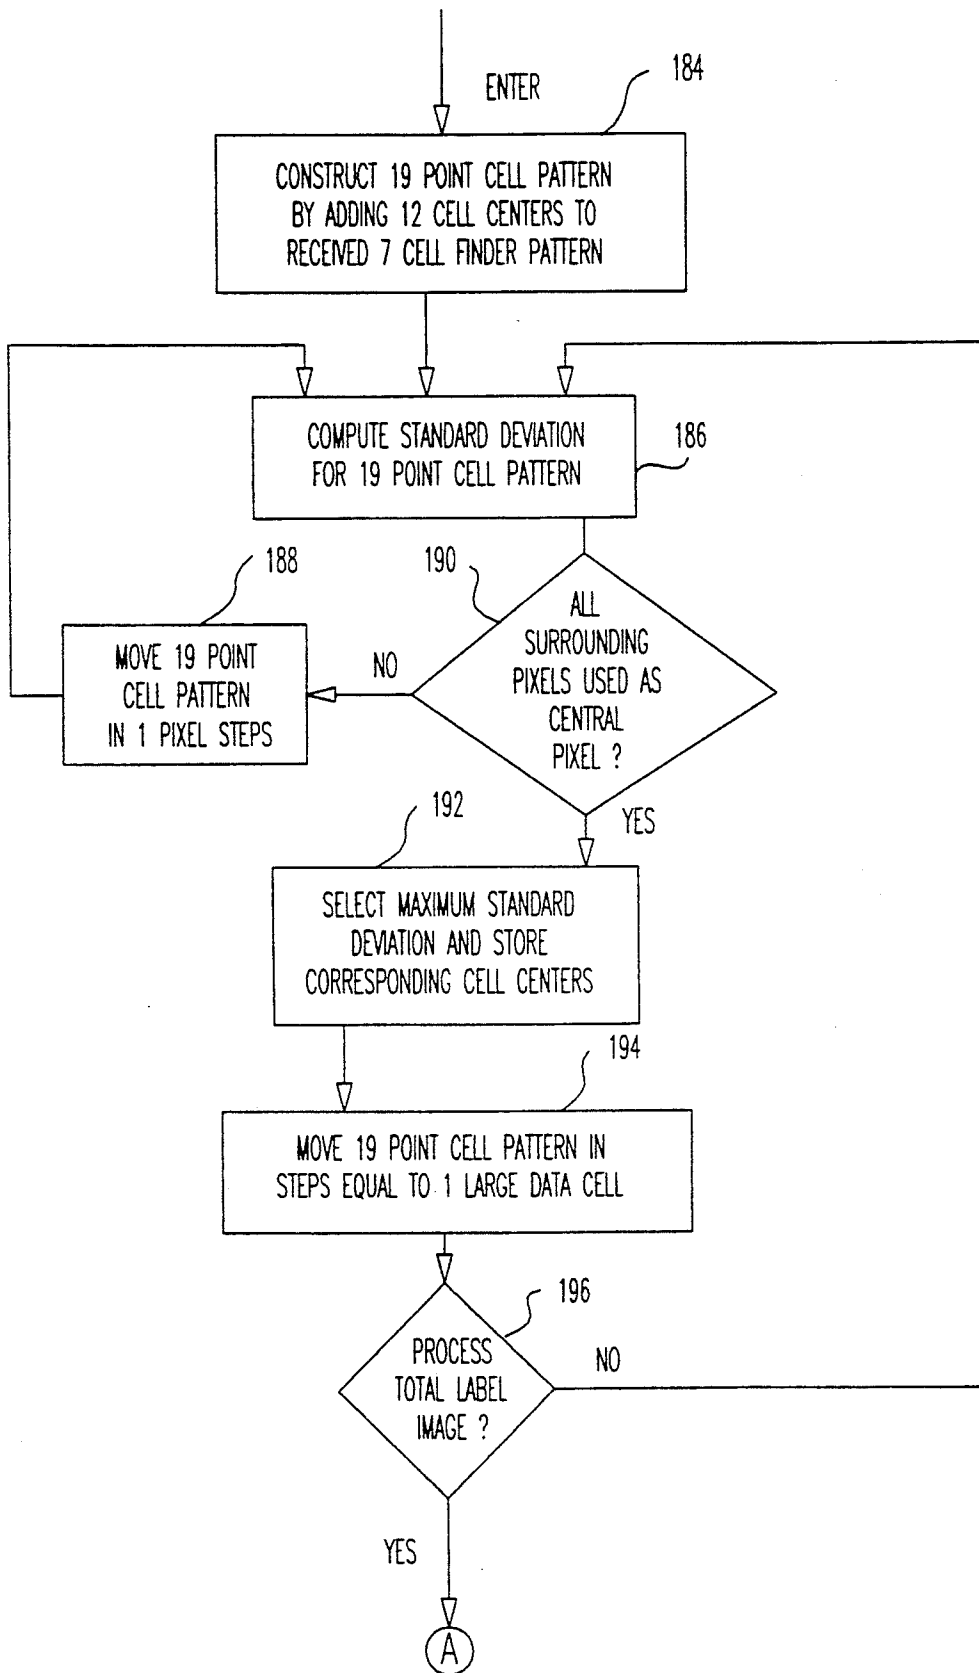 ENTER
184
CONSTRUCT 19 POINT CELL PATTERN
BY ADDING 12 CELL CENTERS TO
RECEIVED 7 CELL FINDER PATTERN
COMPUTE STANDARD DEVIATION
FOR 19 POINT CELL PATTERN
186
188
190
ALL
SURROUNDING
PIXELS USED AS
CENTRAL
PIXEL ?
NO
MOVE 19 POINT
CELL PATTERN
IN 1 PIXEL STEPS
YES
192
SELECT MAXIMUM STANDARD
DEVIATION AND STORE
CORRESPONDING CELL CENTERS
194
MOVE 19 POINT CELL PATTERN IN
STEPS EQUAL TO 1 LARGE DATA CELL
196
PROCESS
TOTAL LABEL
IMAGE ?
NO
YES
A